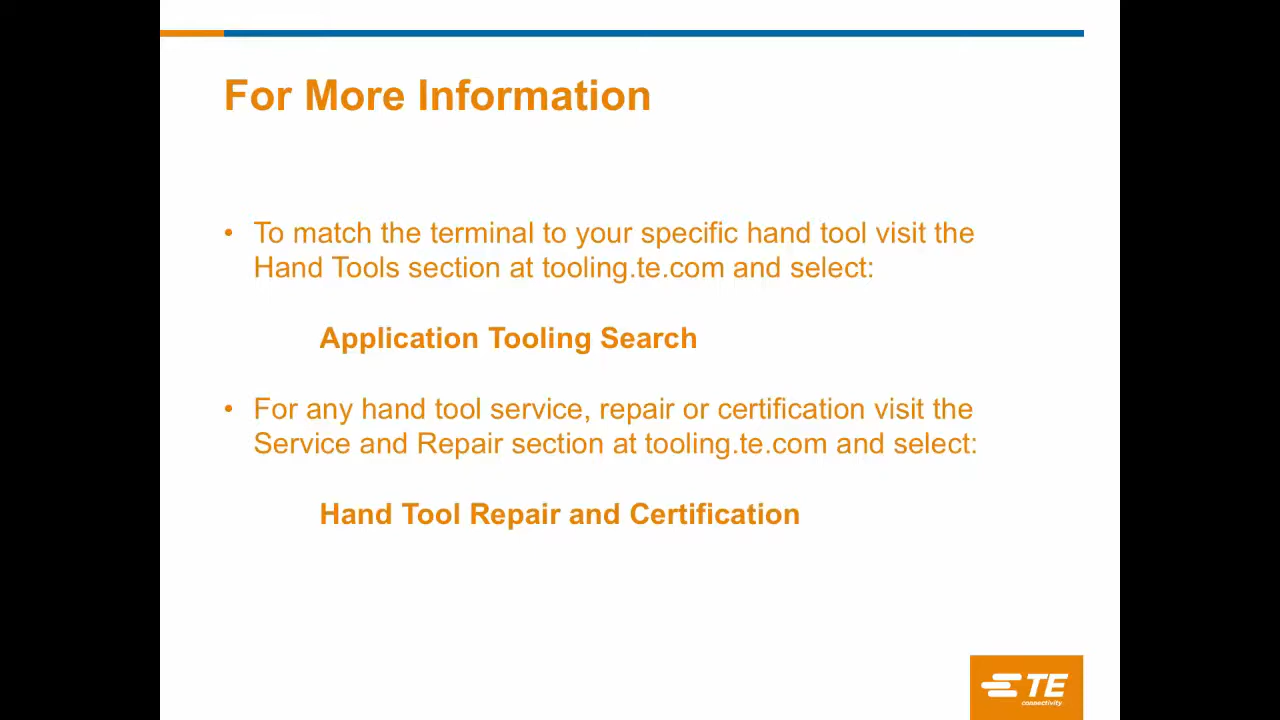 For More Information
• To match the terminal to your specific hand tool visit the
Hand Tools section at tooling.te.com and select:
Application Tooling Search
• For any hand tool service, repair or certification visit the
Service and Repair section at tooling.te.com and select:
Hand Tool Repair and Certification
TE
connectivity